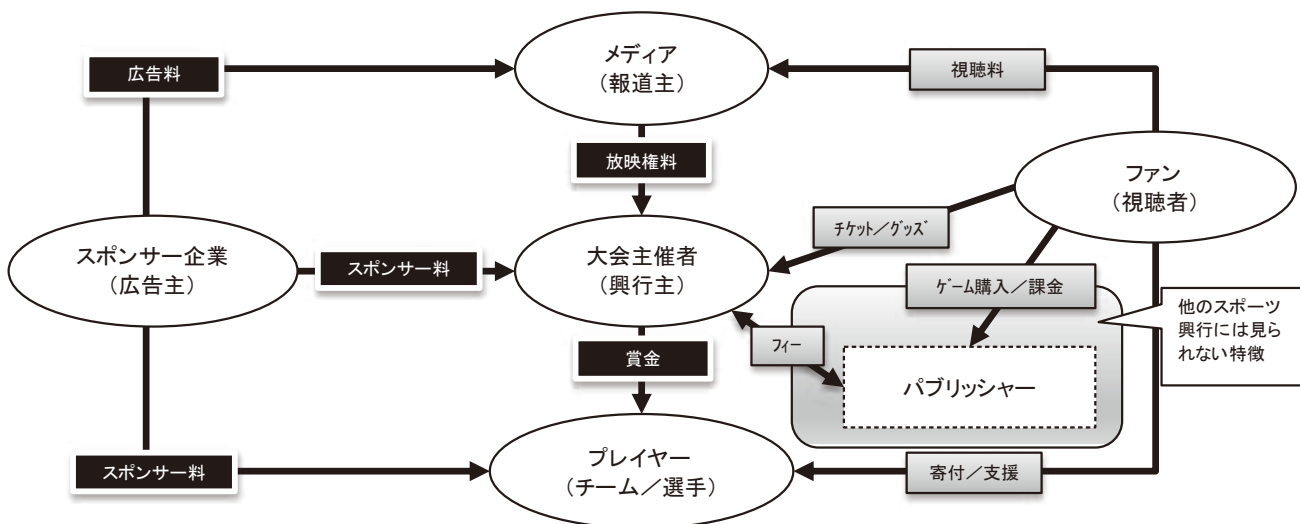 メディア
(報道主)
広告料
視聴料
放映権料
ファン
(視聴者)
チケット/グッズ
スポンサー企業
(広告主)
スポンサー料
大会主催者
(興行主)
ゲーム購入/課金
他のスポーツ
興行には見ら
れない特徴
フィー
賞金
パブリッシャー
プレイヤー
(チーム/選手)
スポンサー料
寄付/支援